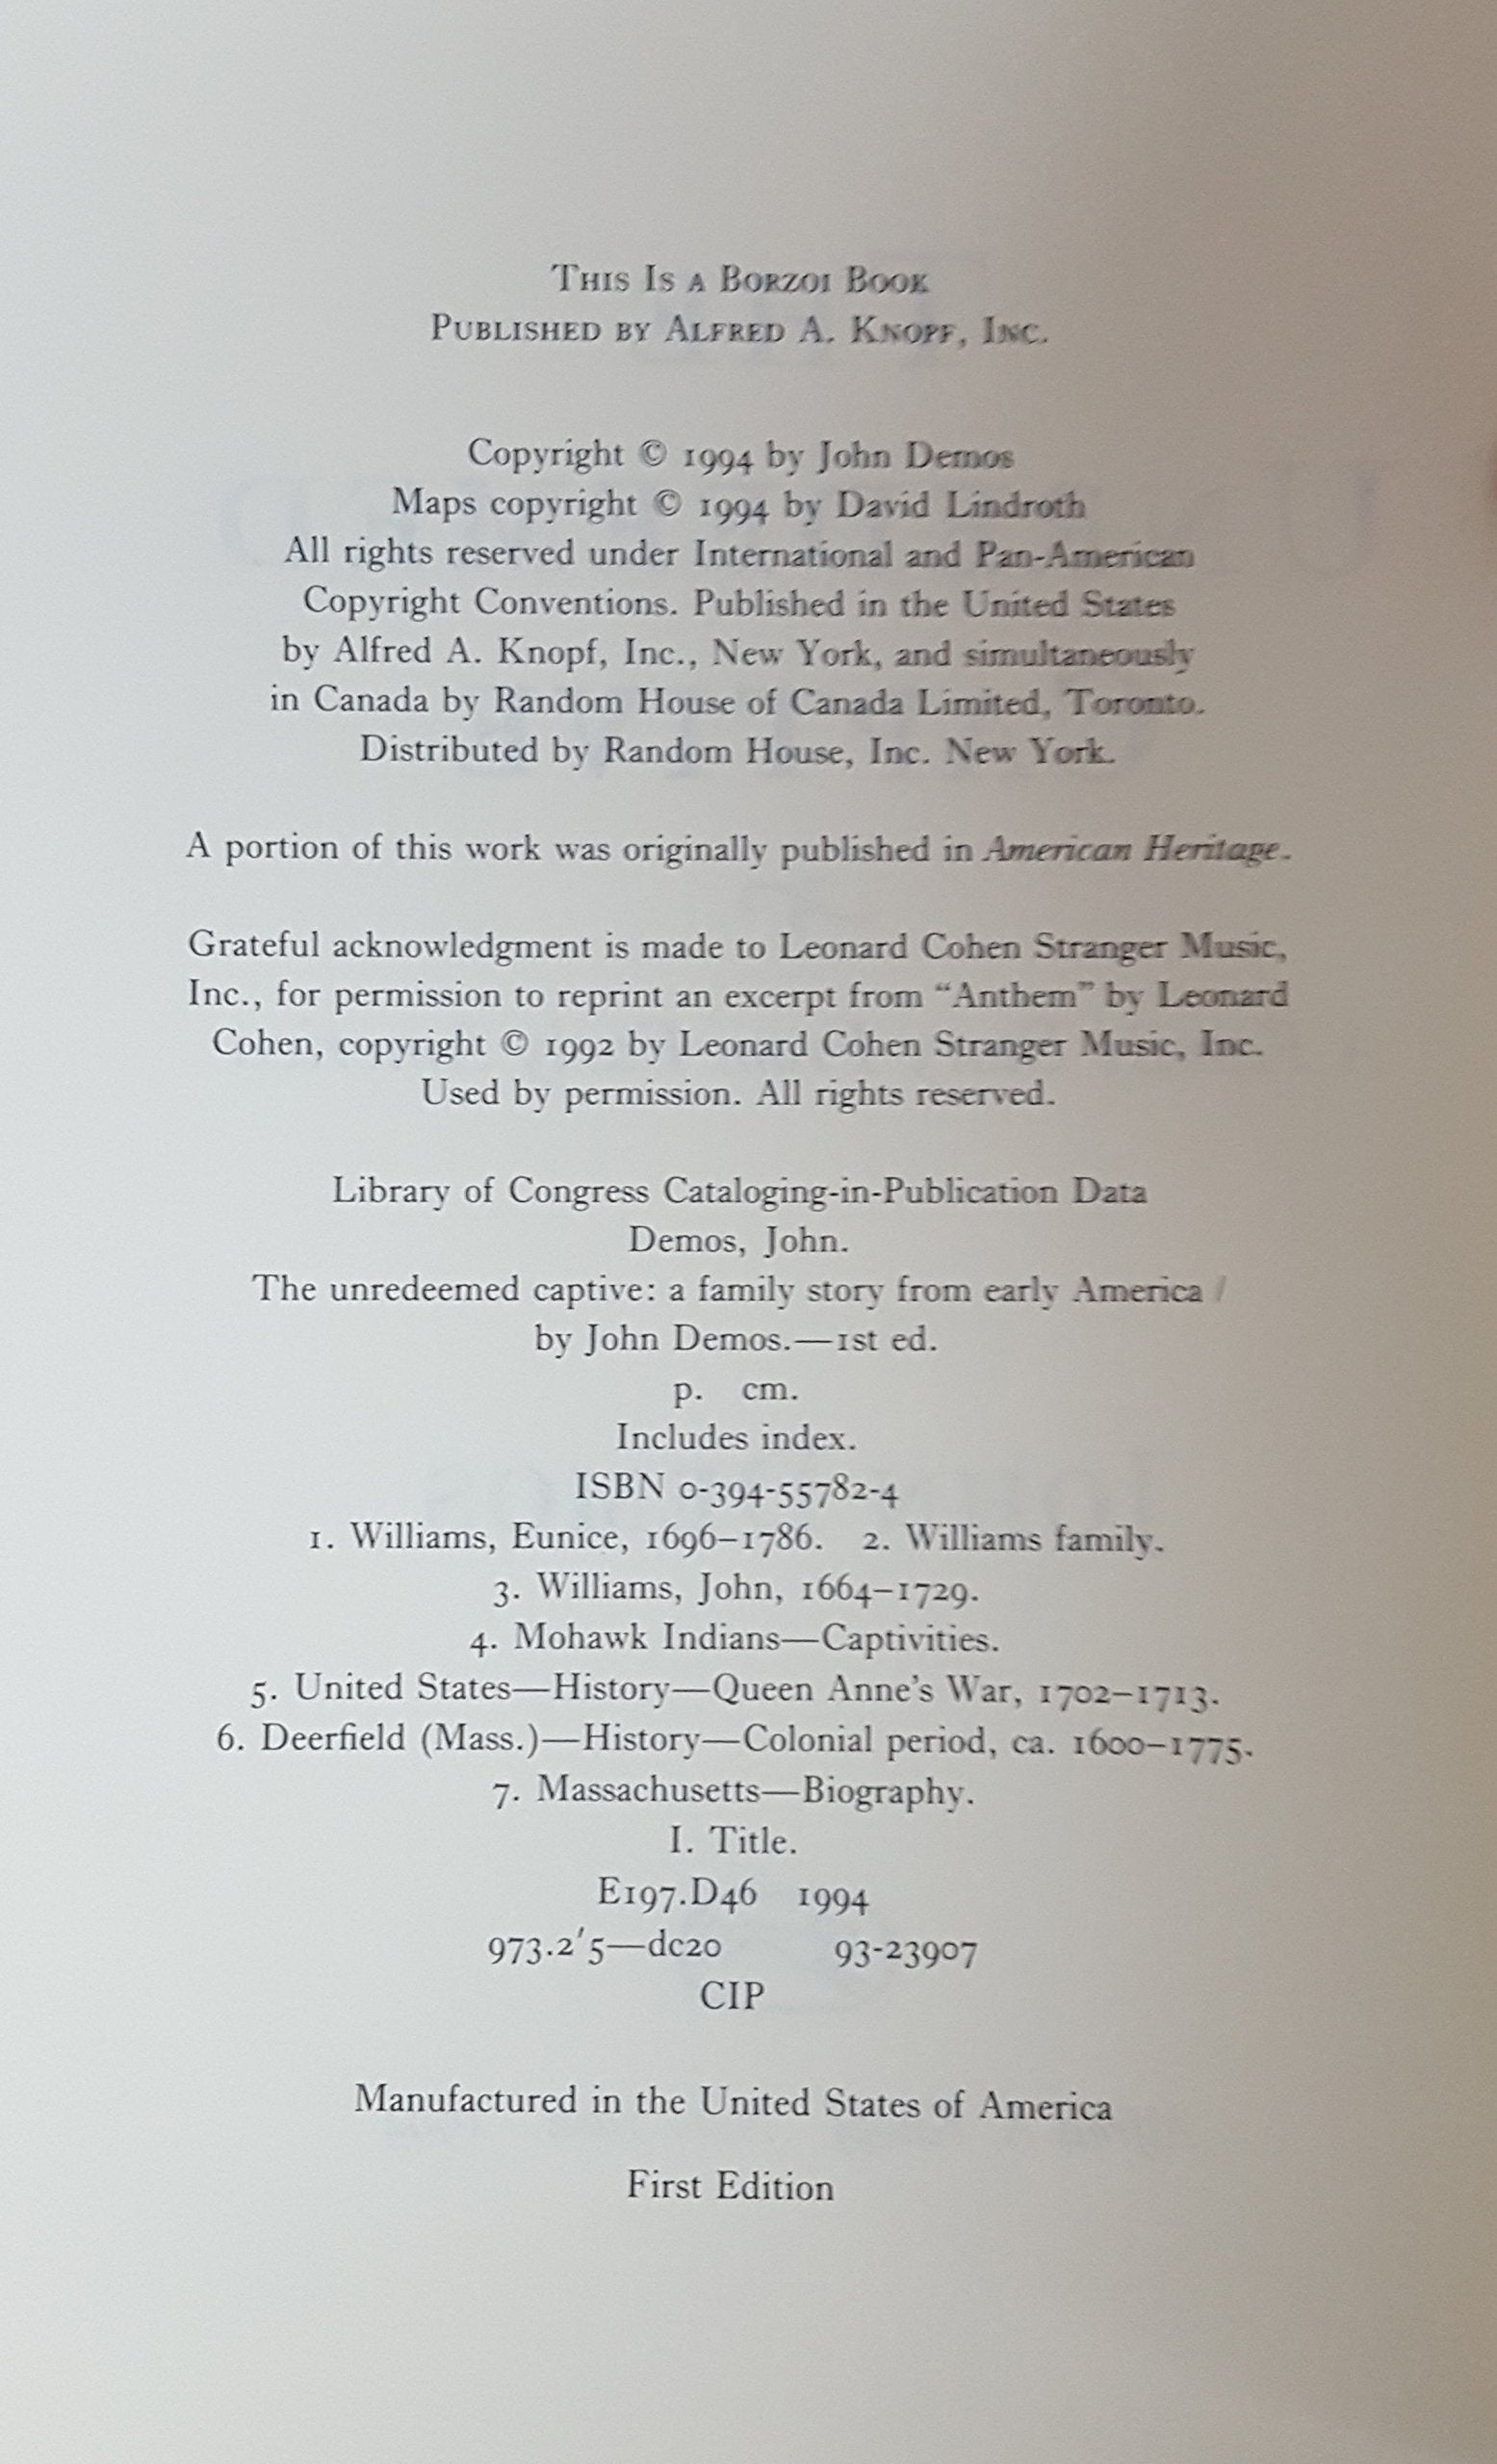 This Is a Borzoi Book
Published by Alfred A. Knopf, Inc.
Copyright © 1994 by John Demos
Maps copyright © 1994 by David Lindroth
All rights reserved under International and Pan-American
Copyright Conventions. Published in the United States
by Alfred A. Knopf, Inc., New York, and simultaneously
in Canada by Random House of Canada Limited, Toronto.
Distributed by Random House, Inc. New York.
A portion of this work was originally published in American Heritage.
Grateful acknowledgment is made to Leonard Cohen Stranger Music,
Inc., for permission to reprint an excerpt from “Anthem” by Leonard
Cohen, copyright © 1992 by Leonard Cohen Stranger Music, Inc.
Used by permission. All rights reserved.
Library of Congress Cataloging-in-Publication Data
Demos, John.
The unredeemed captive: a family story from early America /
by John Demos.—1st ed.
p. cm.
Includes index.
ISBN 0-394-55782-4
1. Williams, Eunice, 1696–1786. 2. Williams family.
3. Williams, John, 1664–1729.
4. Mohawk Indians—Captivities.
5. United States—History—Queen Anne’s War, 1702–1713.
6. Deerfield (Mass.)—History—Colonial period, ca. 1600–1775.
7. Massachusetts—Biography.
I. Title.
E197.D46 1994
973.2′5—dc20 93-23907
CIP
Manufactured in the United States of America
First Edition